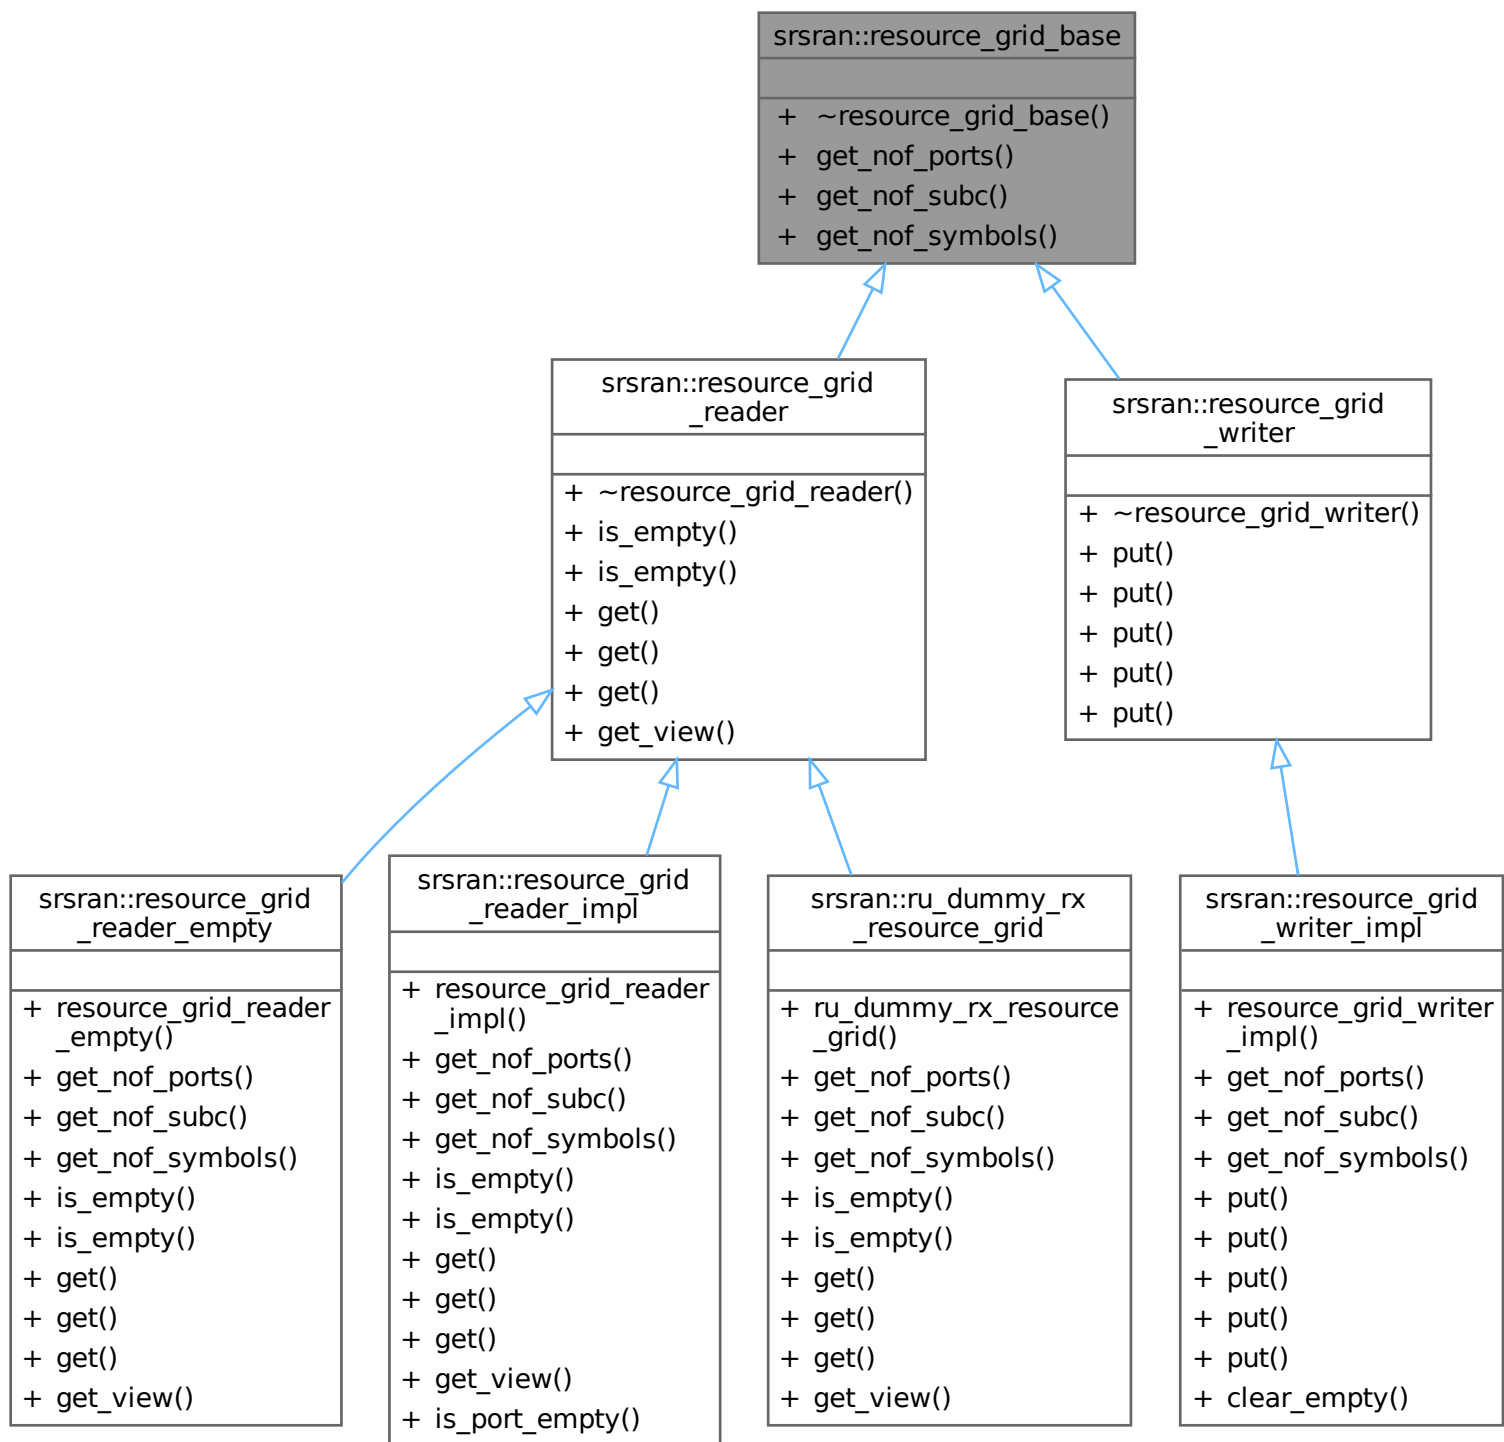 srsran::resource_grid_base
+ ~resource_grid_base()
+ get_nof_ports()
+ get_nof_subc()
+ get_nof_symbols()
srsran::resource_grid
_reader
+ ~resource_grid_reader()
+ is_empty()
+ is_empty()
+ get()
+ get()
+ get()
+ get_view()
srsran::resource_grid
_writer
+ ~resource_grid_writer()
+ put()
+ put()
+ put()
+ put()
+ put()
srsran::resource_grid
_reader_empty
+ resource_grid_reader
_empty()
+ get_nof_ports()
+ get_nof_subc()
+ get_nof_symbols()
+ is_empty()
+ is_empty()
+ get()
+ get()
+ get()
+ get_view()
srsran::resource_grid
_reader_impl
+ resource_grid_reader
_impl()
+ get_nof_ports()
+ get_nof_subc()
+ get_nof_symbols()
+ is_empty()
+ is_empty()
+ get()
+ get()
+ get()
+ get_view()
+ is_port_empty()
srsran::ru_dummy_rx
_resource_grid
+ ru_dummy_rx_resource
_grid()
+ get_nof_ports()
+ get_nof_subc()
+ get_nof_symbols()
+ is_empty()
+ is_empty()
+ get()
+ get()
+ get()
+ get_view()
srsran::resource_grid
_writer_impl
+ resource_grid_writer
_impl()
+ get_nof_ports()
+ get_nof_subc()
+ get_nof_symbols()
+ put()
+ put()
+ put()
+ put()
+ put()
+ clear_empty()